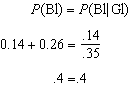 P(Bl) = P(Bl|Gl)
0.14 + 0.26 = .14/.35
.4 = .4